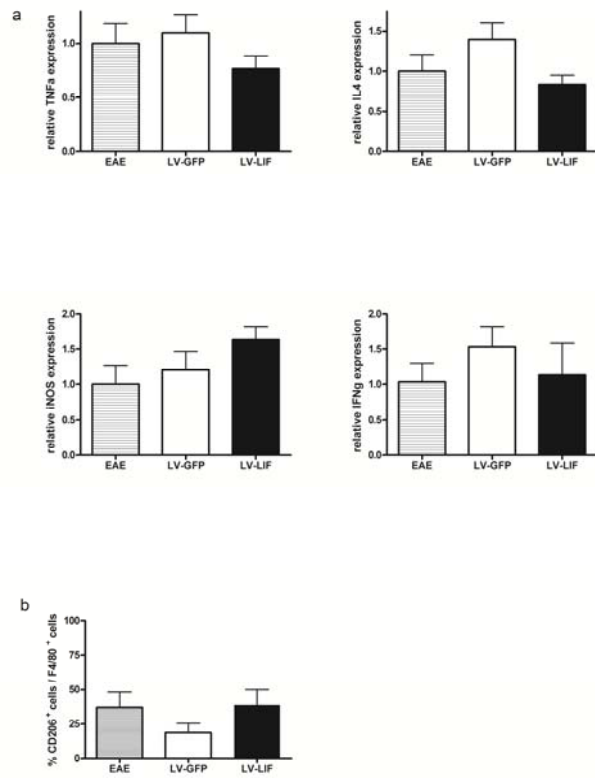 a
relative TNFa expression
1.0
0.5
0.0
EAE LV-GFP LV-LIF
relative IL4 expression
1.5
1.0
0.5
0.0
EAE LV-GFP LV-LIF
relative iNOS expression
2.0
1.5
1.0
0.5
0.0
EAE LV-GFP LV-LIF
relative IFNg expression
2.0
1.5
1.0
0.5
0.0
EAE LV-GFP LV-LIF
b
% CD206+ cells / F4/80 + cells
100
75
50
25
0
EAE LV-GFP LV-LIF